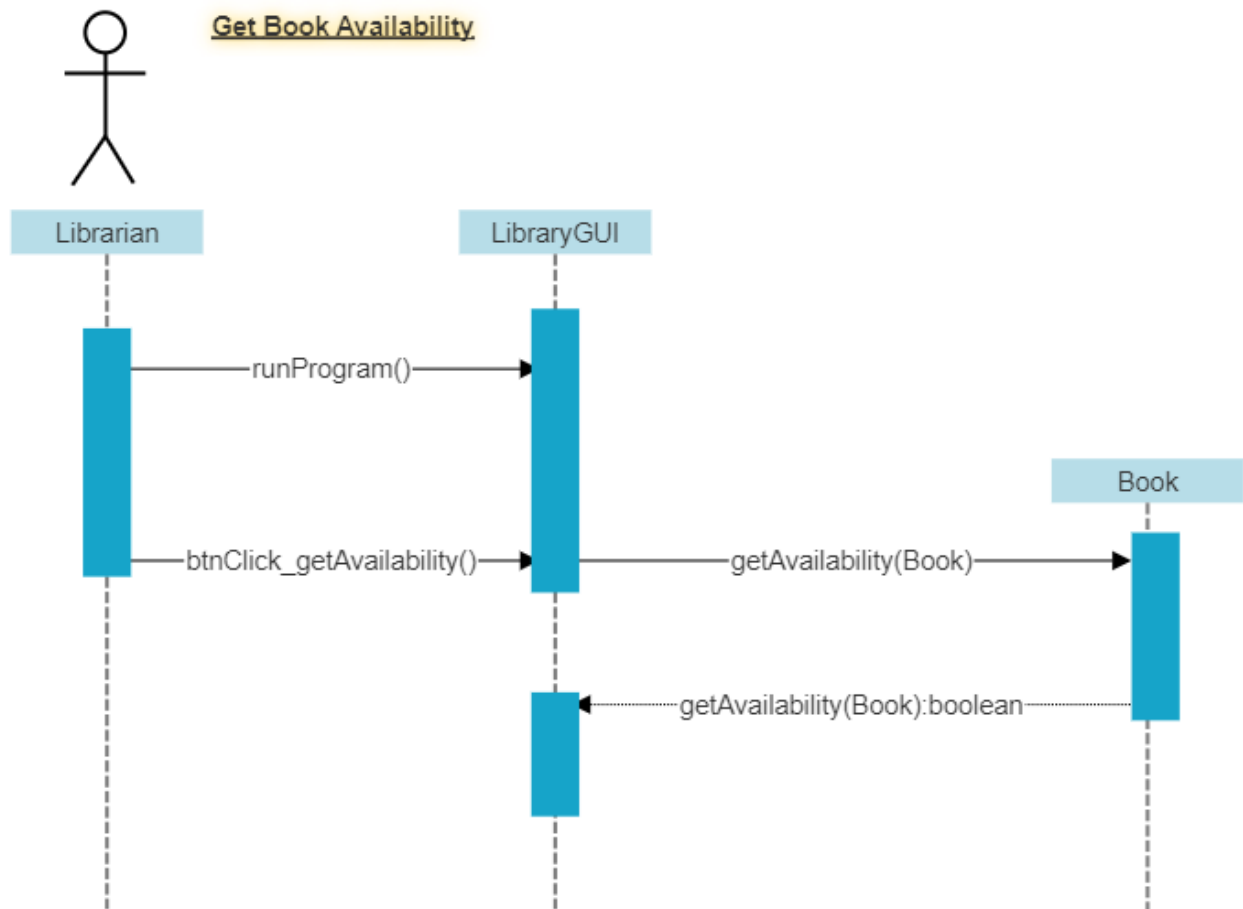 Get Book Availability
Librarian
LibraryGUI
runProgram()
Book
btnClick_getAvailability()
getAvailability(Book)
getAvailability(Book):boolean